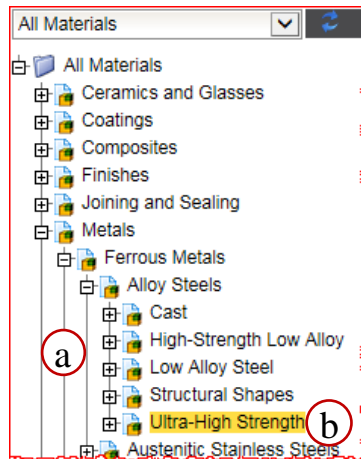 All Materials
All Materials
Ceramics and Glasses
Coatings
Composites
Finishes
Joining and Sealing
Metals
Ferrous Metals
Alloy Steels
Cast
High-Strength Low Alloy
a
Low Alloy Steel
Structural Shapes
Ultra-High Strength b
Austenitic Stainless Steels